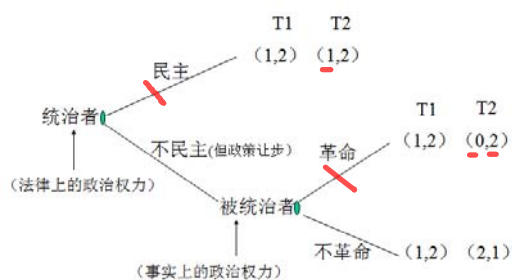 T1 T2
(1,2) (1,2)
民主
统治者
T1 T2
(1,2) (0,2)
不民主(但政策让步)
革命
(法律上的政治权力)
被统治者
不革命
(1,2) (2,1)
(事实上的政治权力)